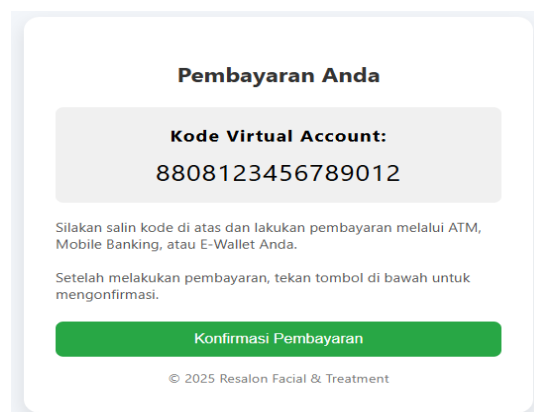 Pembayaran Anda
Kode Virtual Account:
8808123456789012
Silakan salin kode di atas dan lakukan pembayaran melalui ATM,
Mobile Banking, atau E-Wallet Anda.
Setelah melakukan pembayaran, tekan tombol di bawah untuk
mengonfirmasi.
Konfirmasi Pembayaran
© 2025 Resalon Facial & Treatment